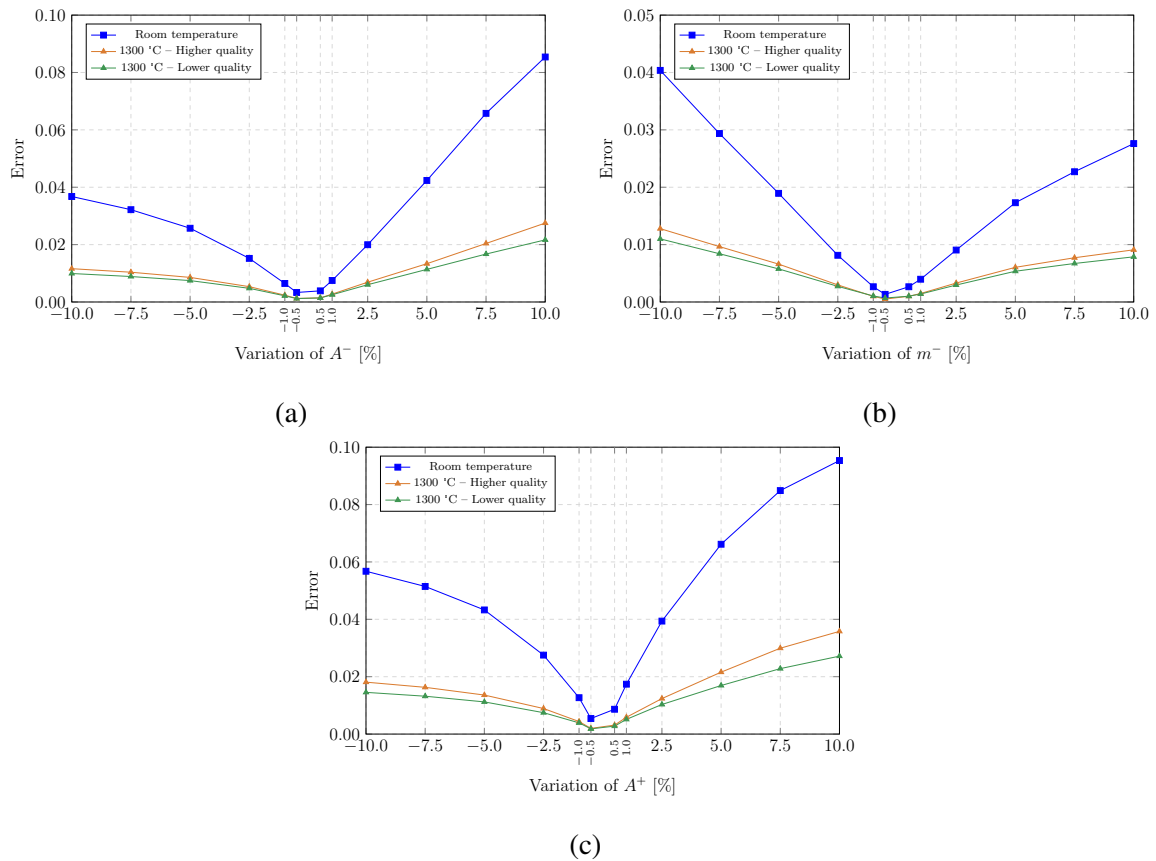 0.10
0.08
0.06
0.04
0.02
0.00
Error
Room temperature
1300 °C – Higher quality
1300 °C – Lower quality
−10.0 −7.5 −5.0 −2.5 −1.0 −0.5 0.5 1.0 2.5 5.0 7.5 10.0
Variation of A⁻ [%]
(a)
0.05
0.04
0.03
0.02
0.01
0.00
Error
Room temperature
1300 °C – Higher quality
1300 °C – Lower quality
−10.0 −7.5 −5.0 −2.5 −1.0 −0.5 0.5 1.0 2.5 5.0 7.5 10.0
Variation of m⁻ [%]
(b)
0.10
0.08
0.06
0.04
0.02
0.00
Error
Room temperature
1300 °C – Higher quality
1300 °C – Lower quality
−10.0 −7.5 −5.0 −2.5 −1.0 −0.5 0.5 1.0 2.5 5.0 7.5 10.0
Variation of A⁺ [%]
(c)